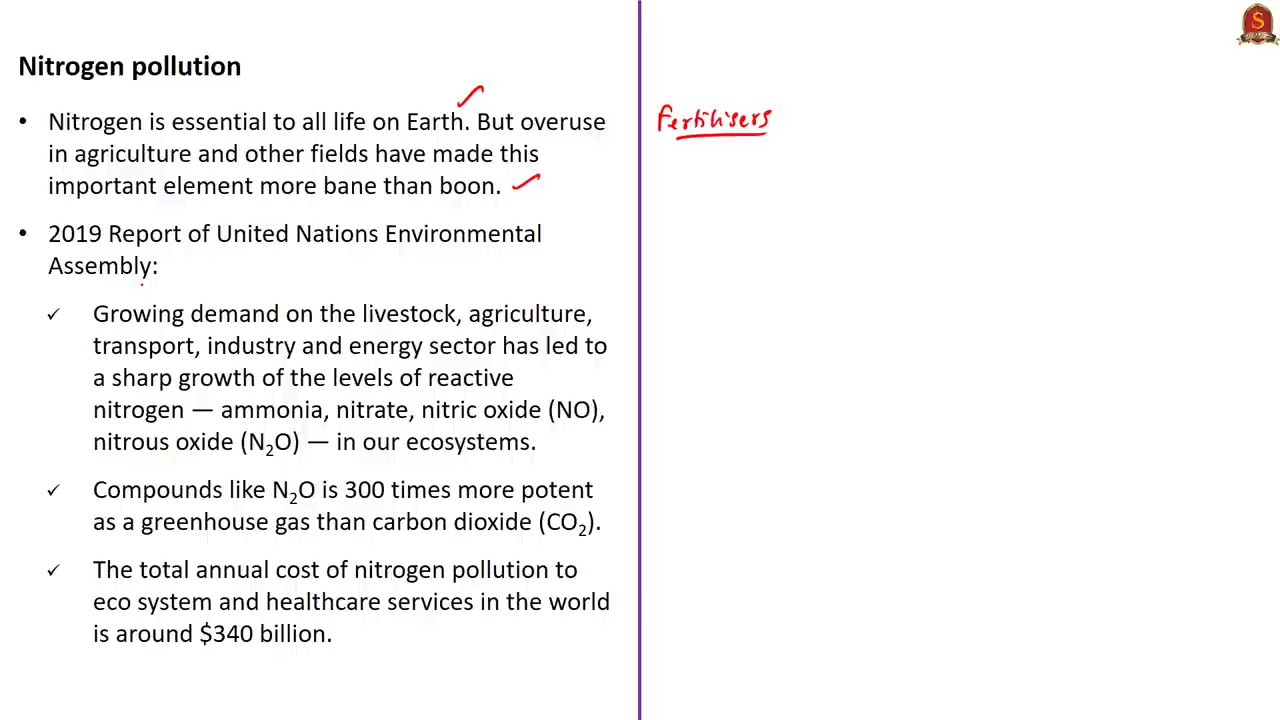 Nitrogen pollution
• Nitrogen is essential to all life on Earth. But overuse
in agriculture and other fields have made this
important element more bane than boon.
• 2019 Report of United Nations Environmental
Assembly:
✓ Growing demand on the livestock, agriculture,
transport, industry and energy sector has led to
a sharp growth of the levels of reactive
nitrogen — ammonia, nitrate, nitric oxide (NO),
nitrous oxide (N₂O) — in our ecosystems.
✓ Compounds like N₂O is 300 times more potent
as a greenhouse gas than carbon dioxide (CO₂).
✓ The total annual cost of nitrogen pollution to
eco system and healthcare services in the world
is around $340 billion.
Fertilisers
S